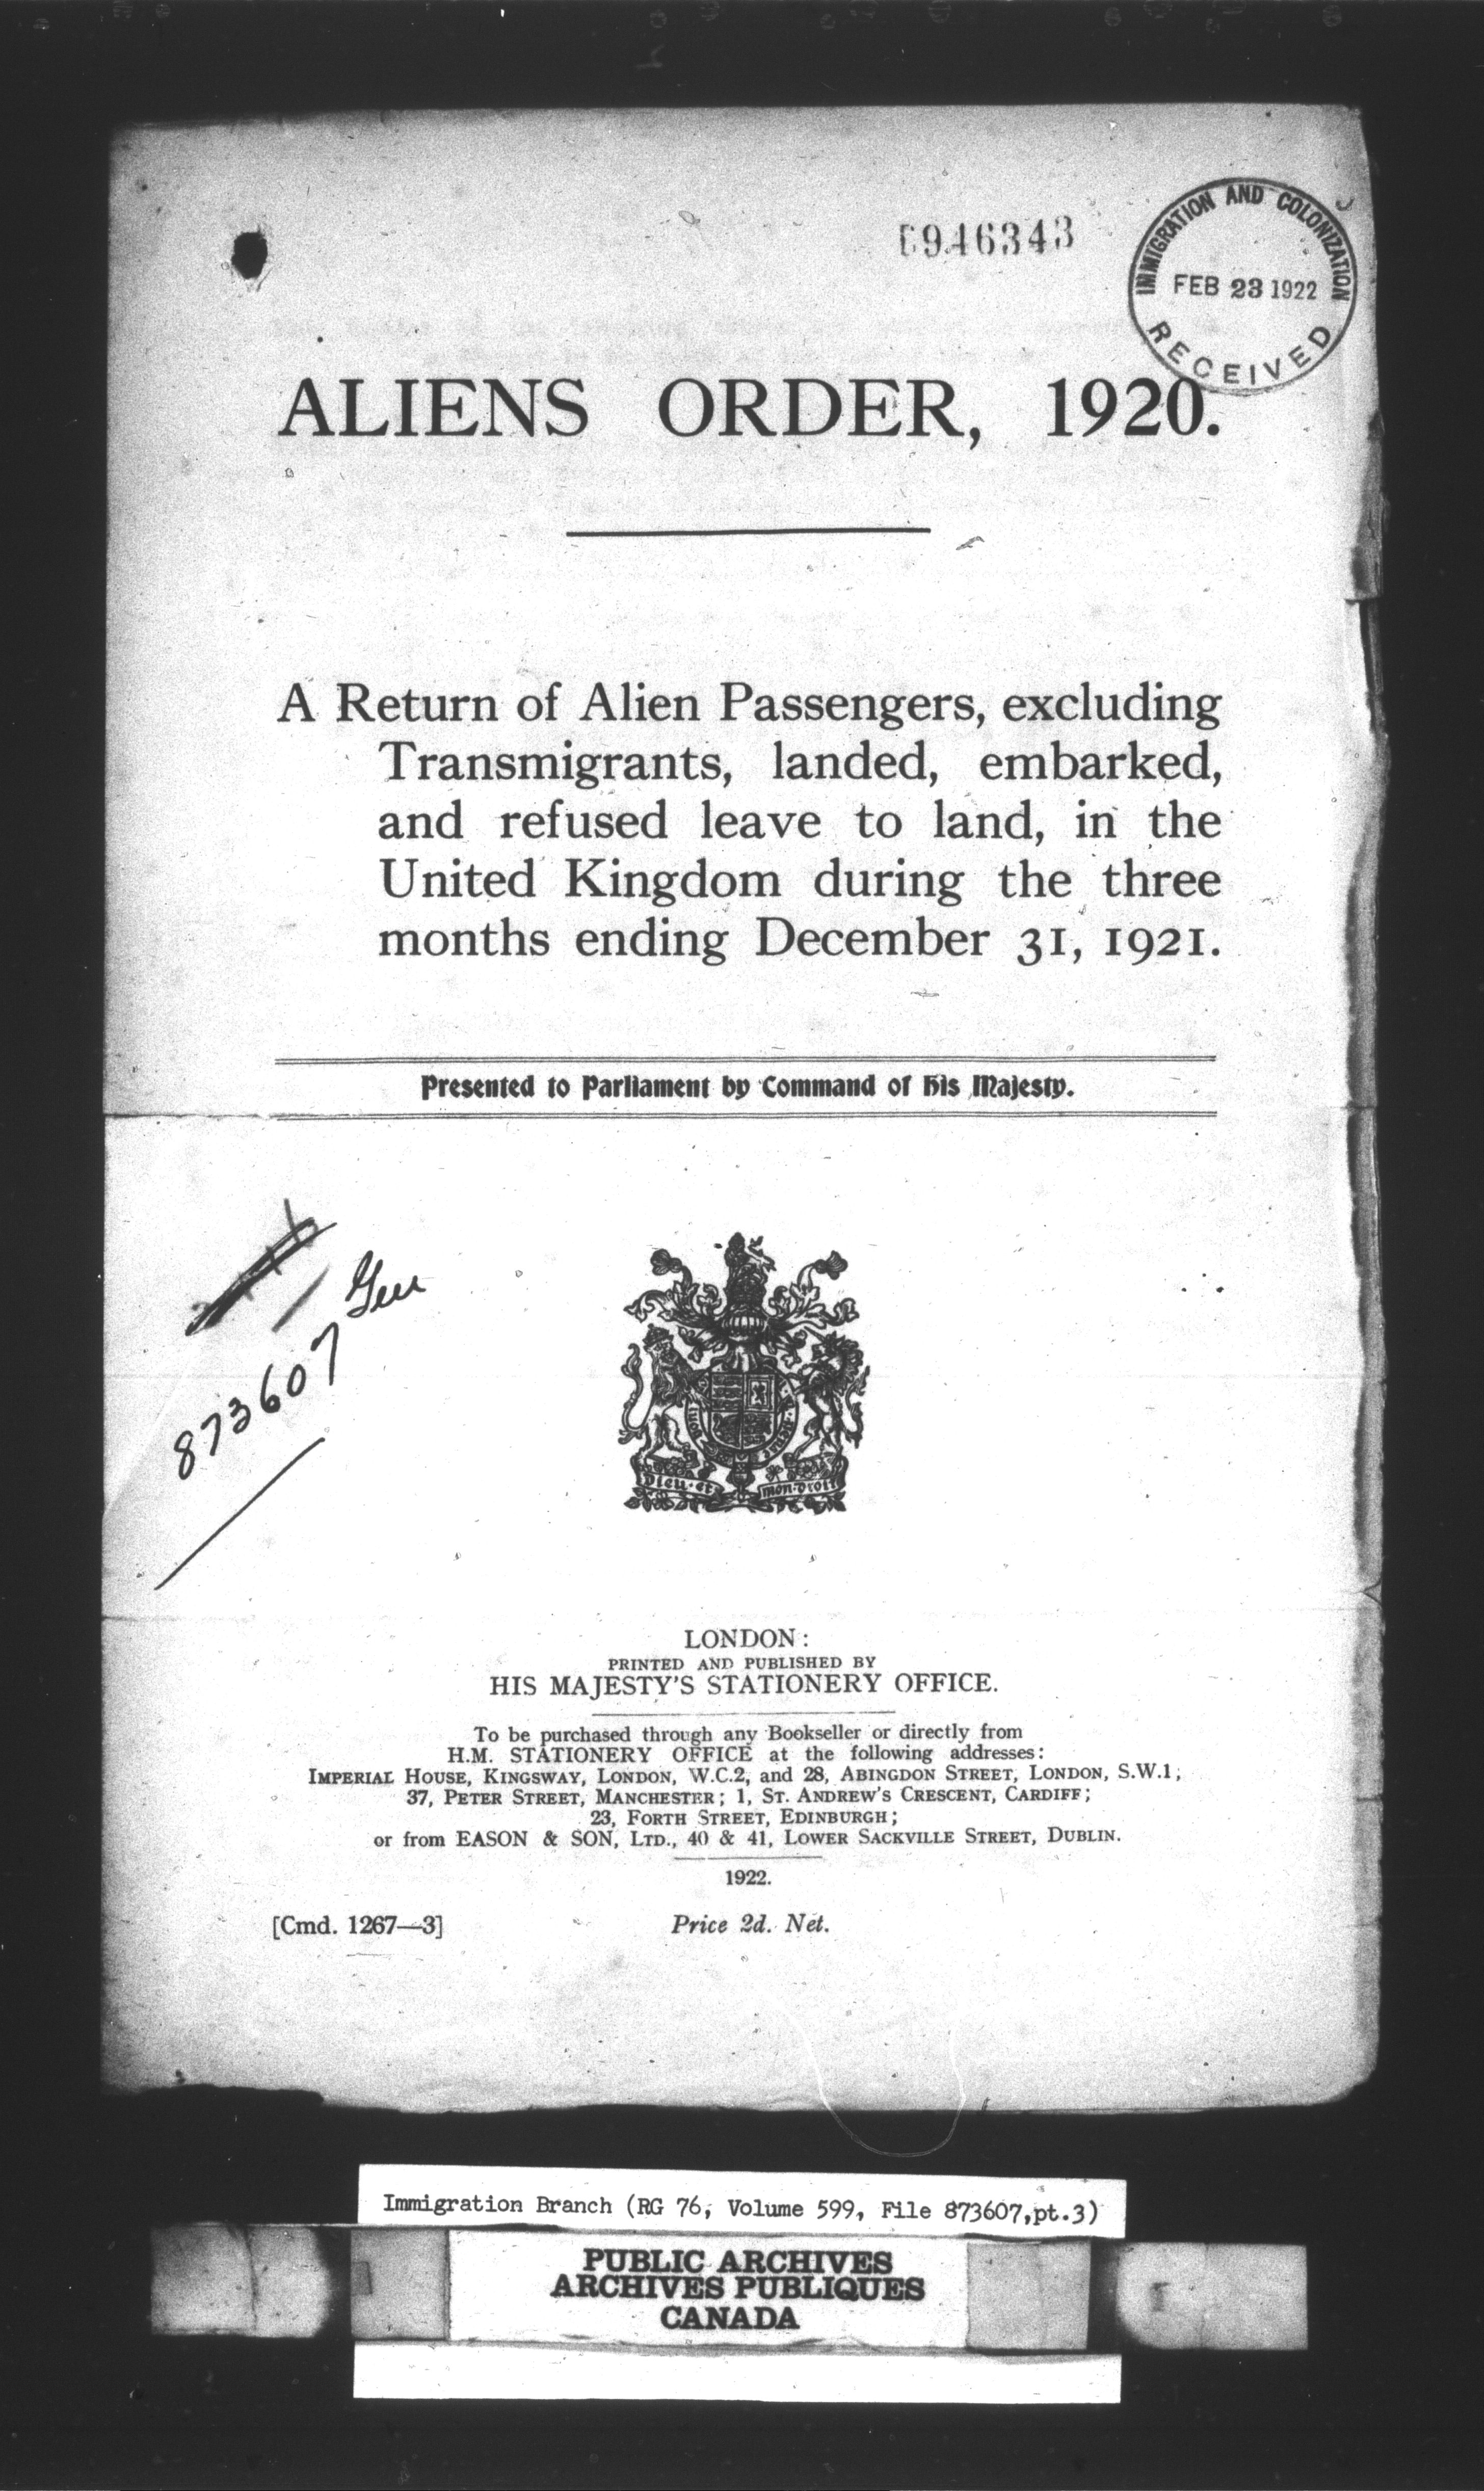 946343
IMMIGRATION AND COLONIZATION
FEB 23 1922
RECEIVED
ALIENS ORDER, 1920.
A Return of Alien Passengers, excluding
Transmigrants, landed, embarked,
and refused leave to land, in the
United Kingdom during the three
months ending December 31, 1921.
Presented to Parliament by Command of His Majesty.
873607
Dieu et mon droit
LONDON:
PRINTED AND PUBLISHED BY
HIS MAJESTY'S STATIONERY OFFICE.
To be purchased through any Bookseller or directly from
H.M. STATIONERY OFFICE at the following addresses:
IMPERIAL HOUSE, KINGSWAY, LONDON, W.C.2, and 28, ABINGDON STREET, LONDON, S.W.1;
37, PETER STREET, MANCHESTER; 1, ST. ANDREW'S CRESCENT, CARDIFF;
23, FORTH STREET, EDINBURGH;
or from EASON & SON, LTD., 40 & 41, LOWER SACKVILLE STREET, DUBLIN.
1922.
[Cmd. 1267—3]
Price 2d. Net.
Immigration Branch (RG 76, Volume 599, File 873607,pt.3)
PUBLIC ARCHIVES
ARCHIVES PUBLIQUES
CANADA